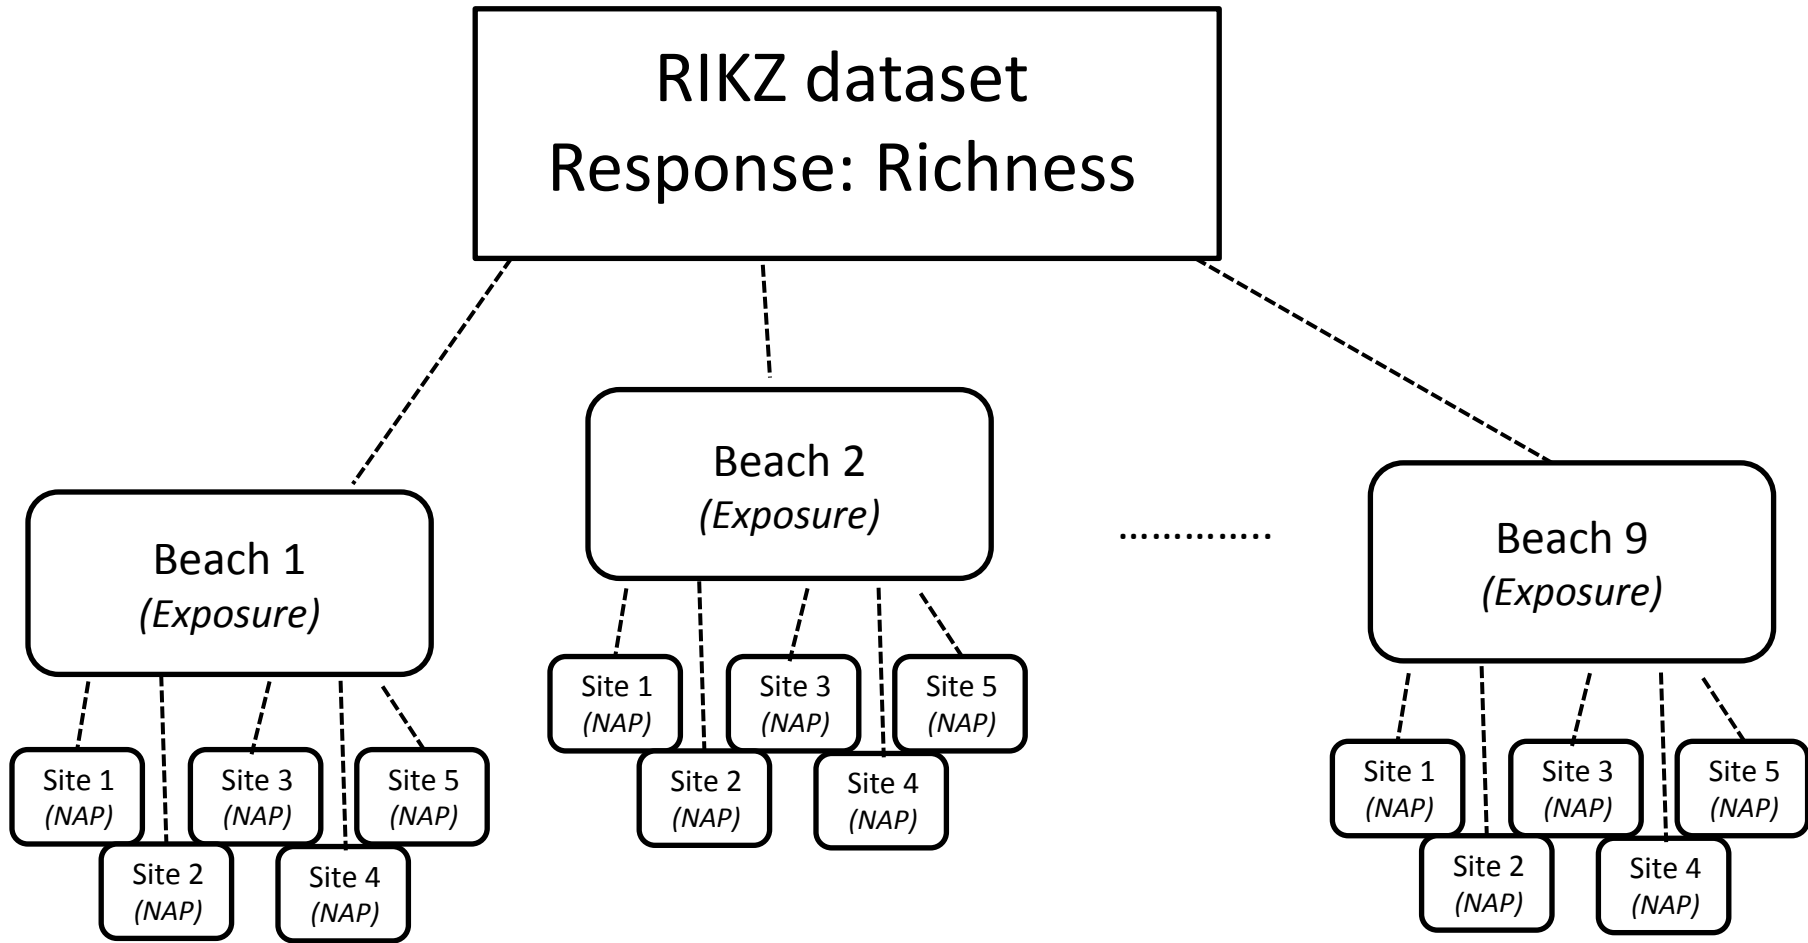 RIKZ dataset
Response: Richness
Beach 1
(Exposure)
Site 1
(NAP)
Site 2
(NAP)
Site 3
(NAP)
Site 4
(NAP)
Site 5
(NAP)
Beach 2
(Exposure)
Site 1
(NAP)
Site 2
(NAP)
Site 3
(NAP)
Site 4
(NAP)
Site 5
(NAP)
..............
Beach 9
(Exposure)
Site 1
(NAP)
Site 2
(NAP)
Site 3
(NAP)
Site 4
(NAP)
Site 5
(NAP)